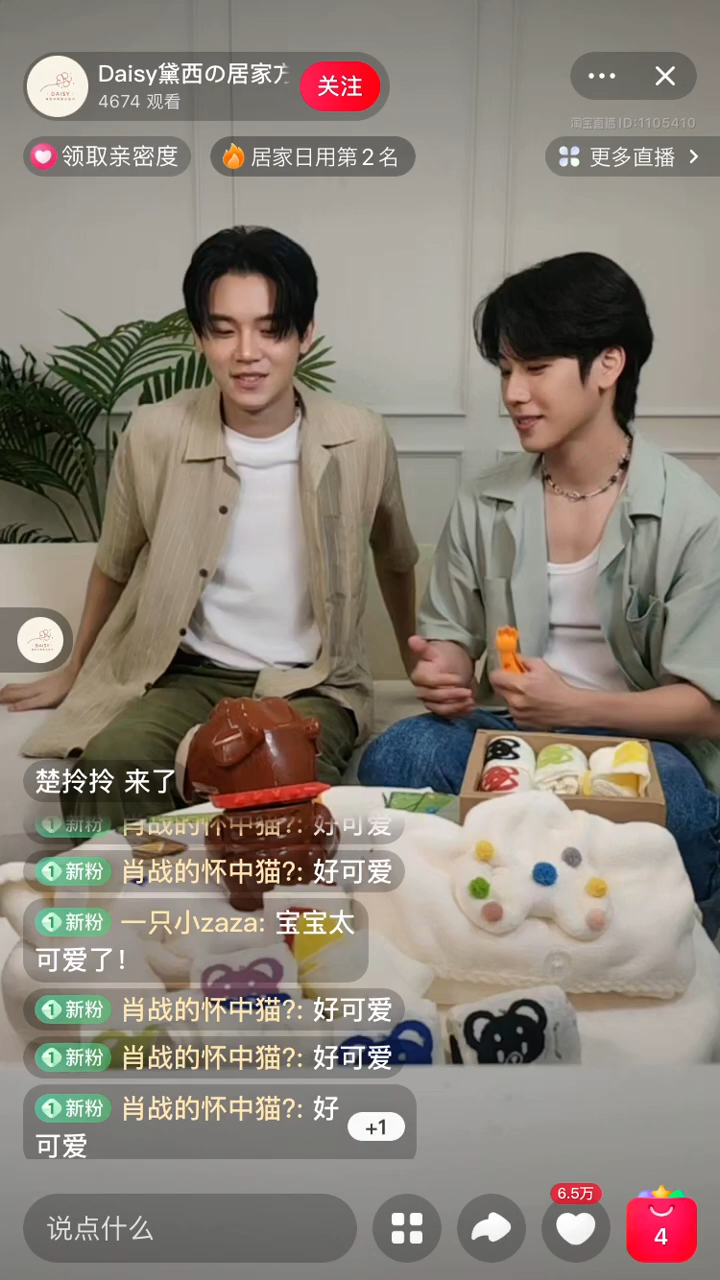 Daisy黛西の居家方
4674 观看
关注
淘宝直播ID:1105410
领取亲密度
居家日用第2名
更多直播
DAISY
DAISY
楚拎拎 来了
1 新粉 肖战的怀中猫?: 好可爱
1 新粉 肖战的怀中猫?: 好可爱
1 新粉 一只小zaza: 宝宝太
可爱了!
1 新粉 肖战的怀中猫?: 好可爱
1 新粉 肖战的怀中猫?: 好可爱
1 新粉 肖战的怀中猫?: 好
可爱
+1
说点什么
6.5万
4